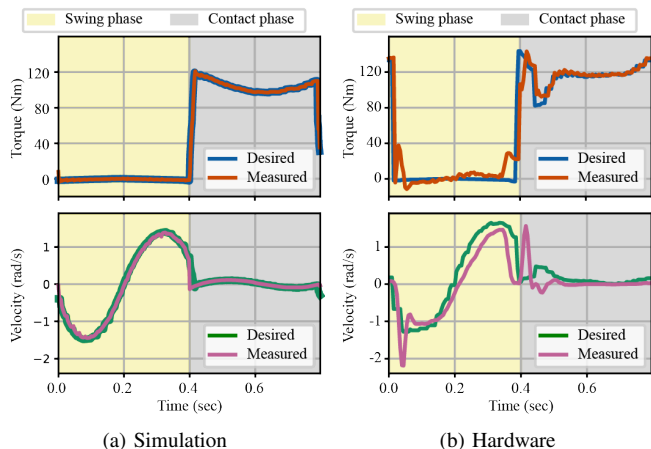 Swing phase Contact phase
Torque (Nm)
120
80
40
0
Desired
Measured
Velocity (rad/s)
1
0
−1
−2
Desired
Measured
0.0 0.2 0.4 0.6
Time (sec)
(a) Simulation
Swing phase Contact phase
Torque (Nm)
120
80
40
0
Desired
Measured
Velocity (rad/s)
1
0
-1
-2
Desired
Measured
0.0 0.2 0.4 0.6
Time (sec)
(b) Hardware